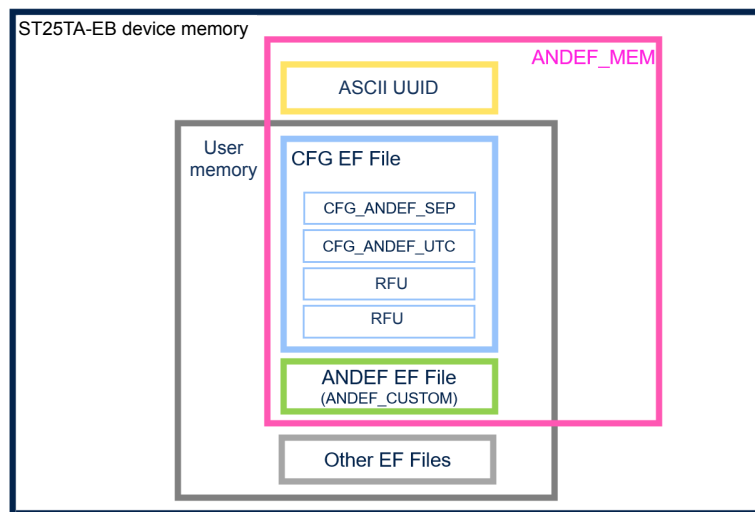 ST25TA-EB device memory
ANDEF_MEM
ASCII UUID
User
memory
CFG EF File
CFG_ANDEF_SEP
CFG_ANDEF_UTC
RFU
RFU
ANDEF EF File
(ANDEF_CUSTOM)
Other EF Files